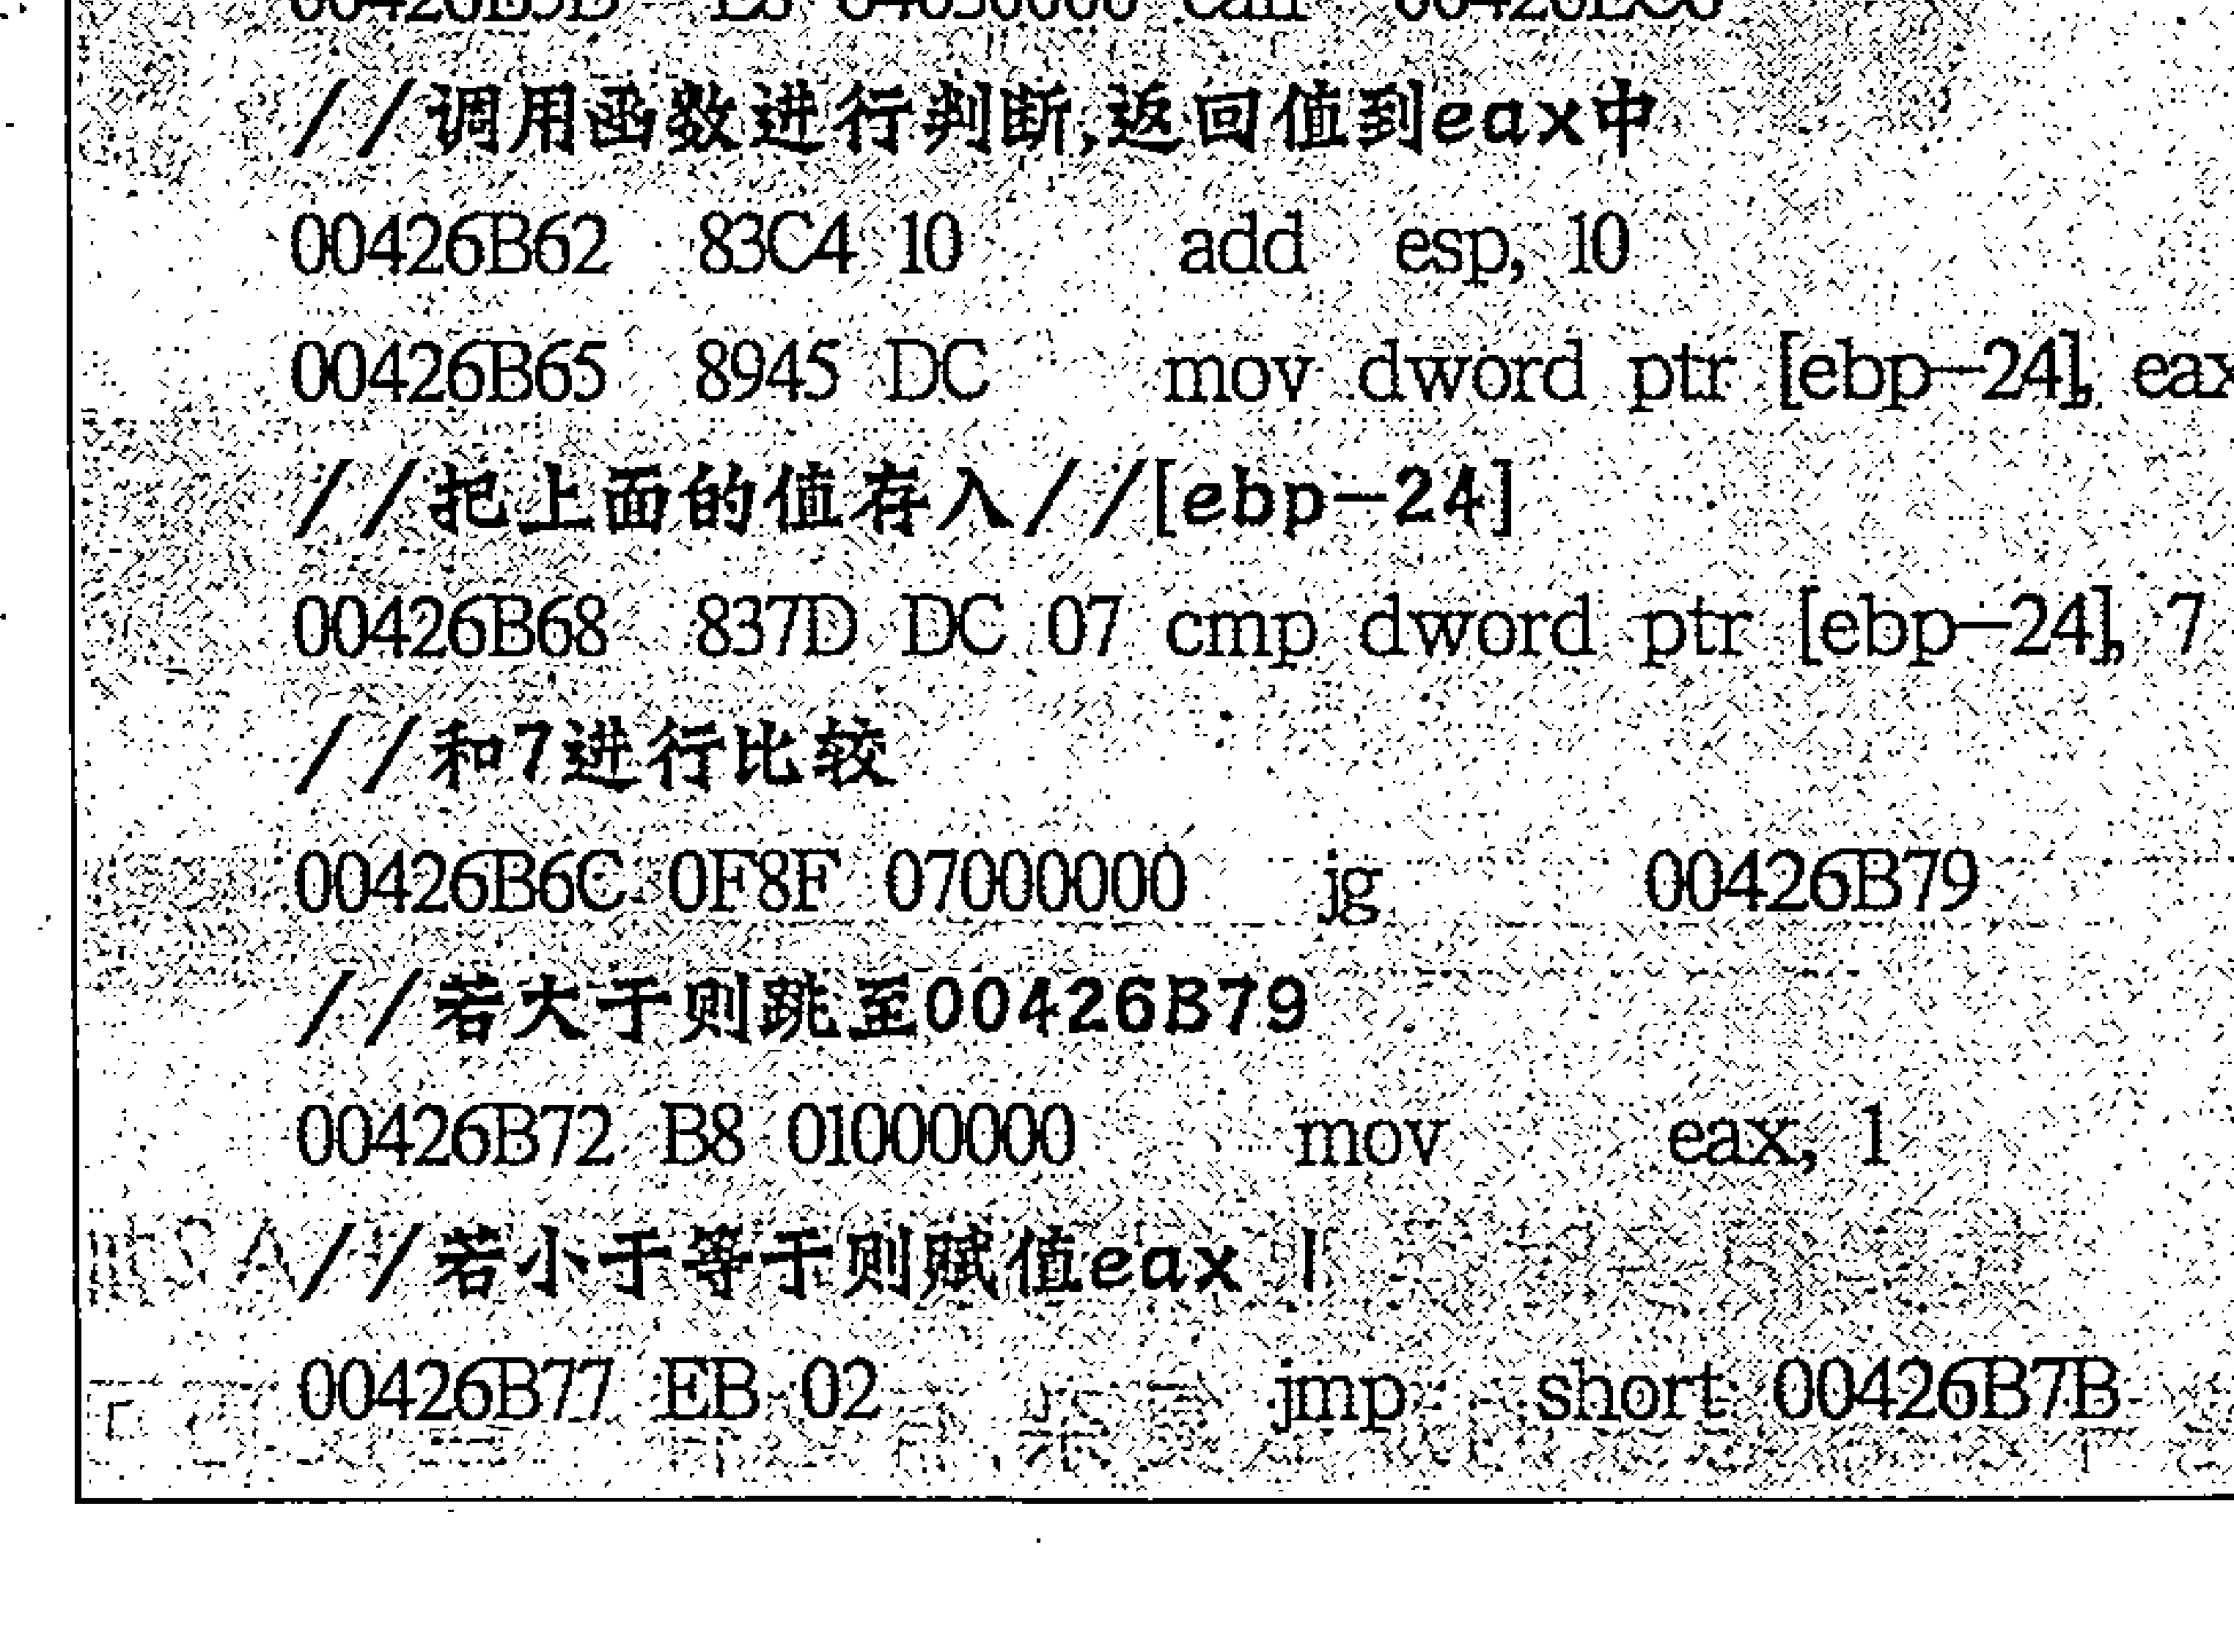 //调用函数进行判断,返回值到eax中
00426B62 83C4 10 add esp, 10
00426B65 8945 DC mov dword ptr [ebp-24], eax
//把上面的值存入//[ebp-24]
00426B68 837D DC 07 cmp dword ptr [ebp-24], 7
//和7进行比较
00426B6C 0F8F 07000000 jg 00426B79
//若大于则跳至00426B79
00426B72 B8 01000000 mov eax, 1
//若小于等于则赋值eax 1
00426B77 EB 02 jmp short 00426B7B